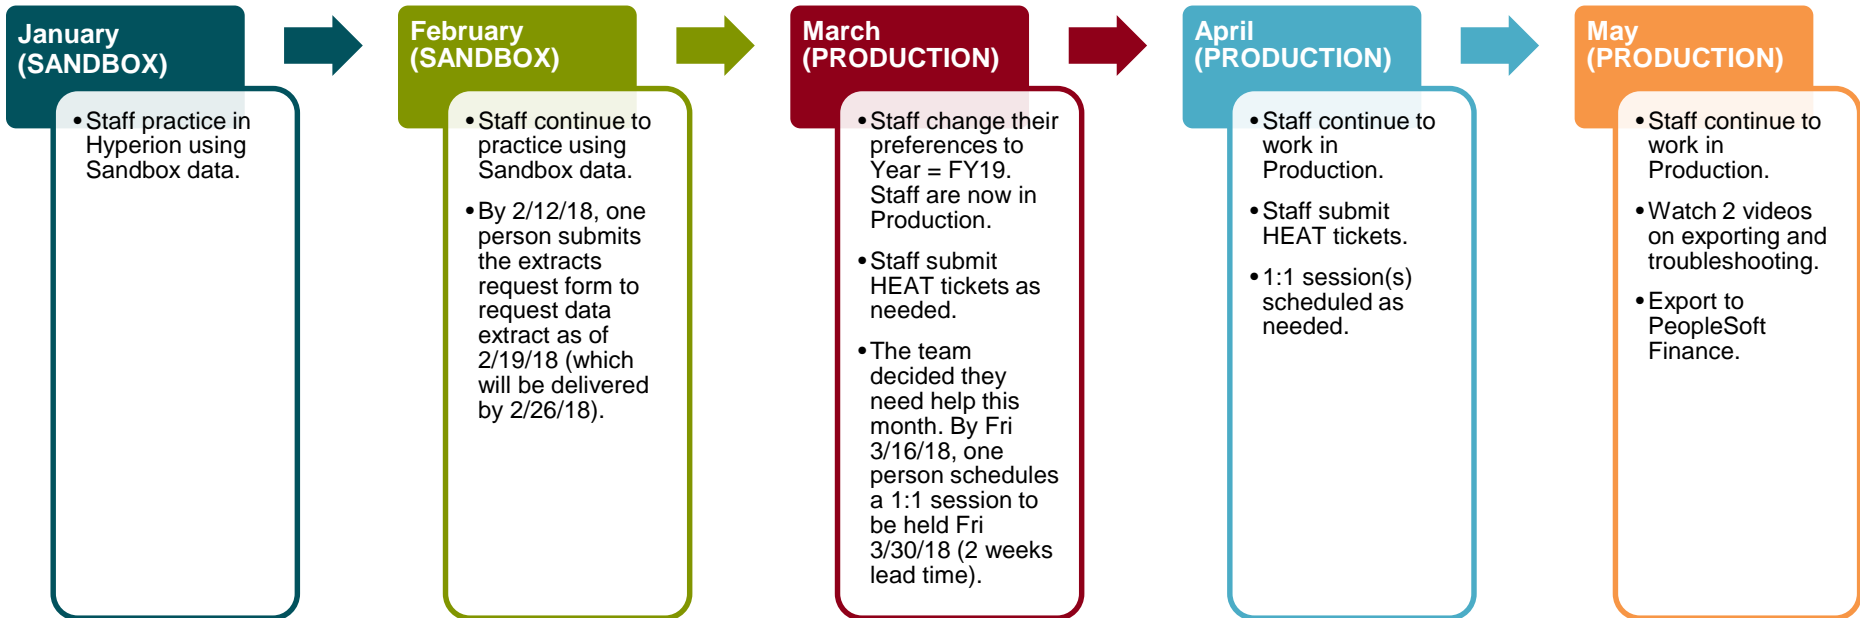 January
(SANDBOX)
• Staff practice in
Hyperion using
Sandbox data.
February
(SANDBOX)
• Staff continue to
practice using
Sandbox data.
• By 2/12/18, one
person submits
the extracts
request form to
request data
extract as of
2/19/18 (which
will be delivered
by 2/26/18).
March
(PRODUCTION)
• Staff change their
preferences to
Year = FY19.
Staff are now in
Production.
• Staff submit
HEAT tickets as
needed.
• The team
decided they
need help this
month. By Fri
3/16/18, one
person schedules
a 1:1 session to
be held Fri
3/30/18 (2 weeks
lead time).
April
(PRODUCTION)
• Staff continue to
work in
Production.
• Staff submit
HEAT tickets.
• 1:1 session(s)
scheduled as
needed.
May
(PRODUCTION)
• Staff continue to
work in
Production.
• Watch 2 videos
on exporting and
troubleshooting.
• Export to
PeopleSoft
Finance.